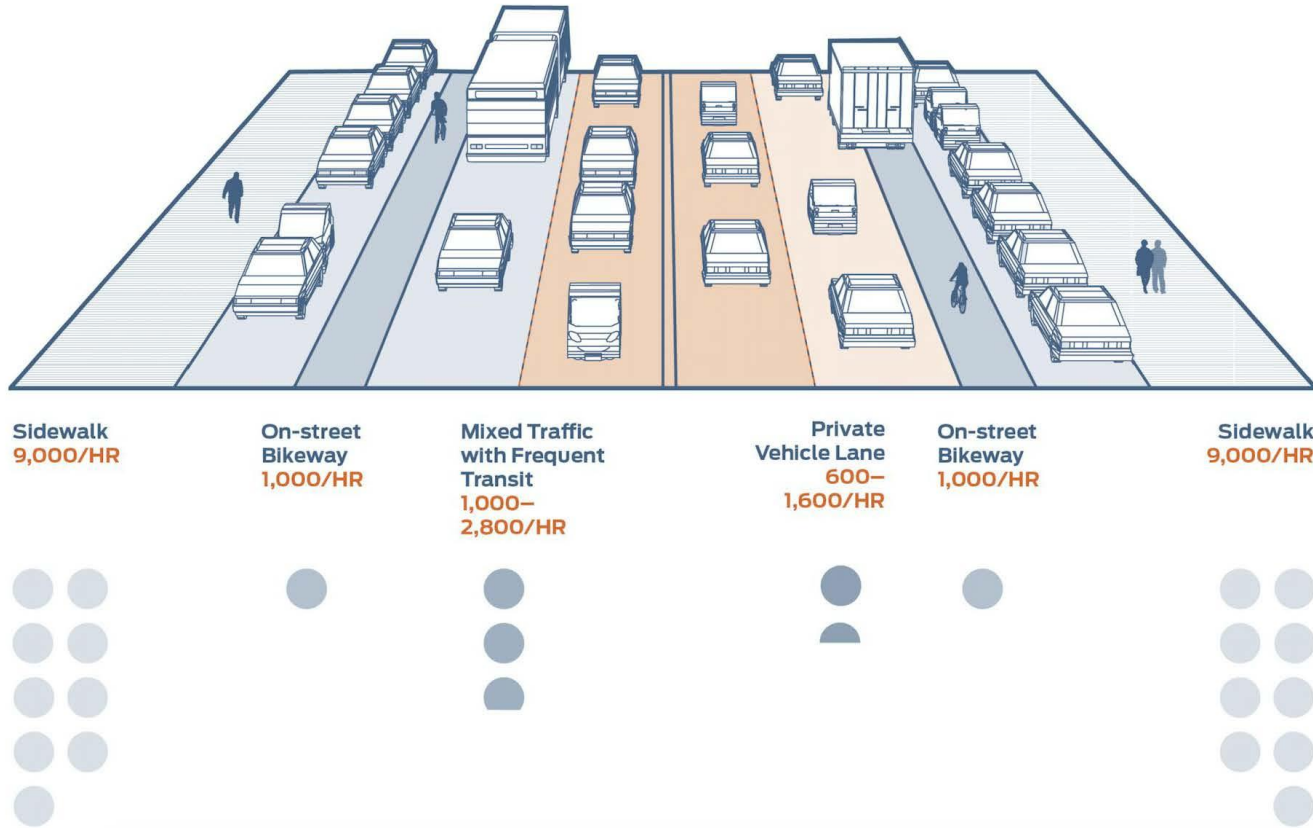 Sidewalk
9,000/HR
On-street
Bikeway
1,000/HR
Mixed Traffic
with Frequent
Transit
1,000–
2,800/HR
Private
Vehicle Lane
600–
1,600/HR
On-street
Bikeway
1,000/HR
Sidewalk
9,000/HR